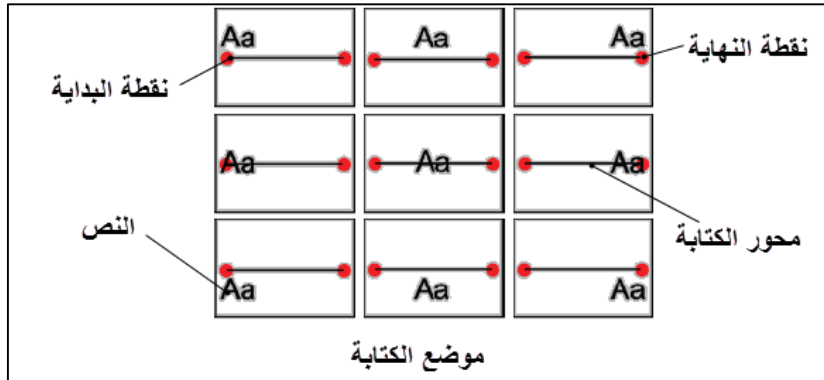 Aa Aa Aa
نقطة النهاية
نقطة البداية
Aa Aa Aa
محور الكتابة
النص
Aa Aa Aa
موضع الكتابة